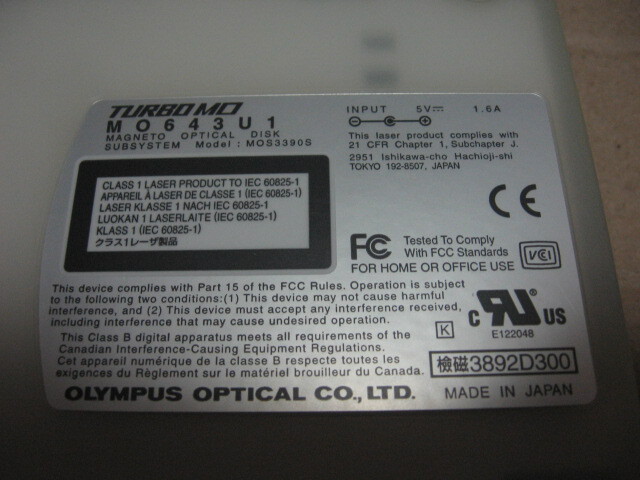 TURBO MO
MO643U1
MAGNETO OPTICAL DISK
SUBSYSTEM Model : MOS3390S
INPUT 5V 1.6A
This laser product complies with
21 CFR Chapter 1, Subchapter J.
2951 Ishikawa-cho Hachioji-shi
TOKYO 192-8507, JAPAN
CLASS 1 LASER PRODUCT TO IEC 60825-1
APPAREIL À LASER DE CLASSE 1 (IEC 60825-1)
LASER KLASSE 1 NACH IEC 60825-1
LUOKAN 1 LASERLAITE (IEC 60825-1)
KLASS 1 (IEC 60825-1)
クラス1レーザ製品
CE
FC Tested To Comply
With FCC Standards
FOR HOME OR OFFICE USE
VCI
This device complies with Part 15 of the FCC Rules. Operation is subject
to the following two conditions:(1) This device may not cause harmful
interference, and (2) This device must accept any interference received,
including interference that may cause undesired operation.
This Class B digital apparatus meets all requirements of the
Canadian Interference-Causing Equipment Regulations.
Cet appareil numérique de la classe B respecte toutes les
exigences du Règlement sur le matériel brouilleur du Canada.
K
c RU US
E122048
檢磁3892D300
OLYMPUS OPTICAL CO., LTD.
MADE IN JAPAN